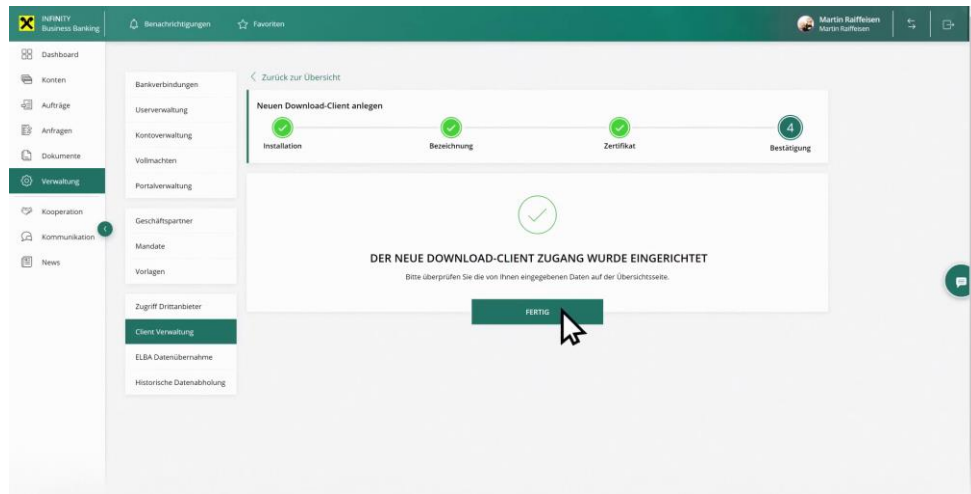 INFINITY
Business Banking
Benachrichtigungen
Favoriten
Martin Raiffeisen
Martin Raiffeisen
Dashboard
Konten
Aufträge
Anfragen
Dokumente
Verwaltung
Kooperation
Kommunikation
News
Bankverbindungen
Userverwaltung
Kontoverwaltung
Vollmachten
Portalverwaltung
Geschäftspartner
Mandate
Vorlagen
Zugriff Drittanbieter
Client Verwaltung
ELBA Datenübernahme
Historische Datenabholung
Zurück zur Übersicht
Neuen Download-Client anlegen
4
Installation
Bezeichnung
Zertifikat
Bestätigung
DER NEUE DOWNLOAD-CLIENT ZUGANG WURDE EINGERICHTET
Bitte überprüfen Sie die von Ihnen eingegebenen Daten auf der Übersichtsseite.
FERTIG